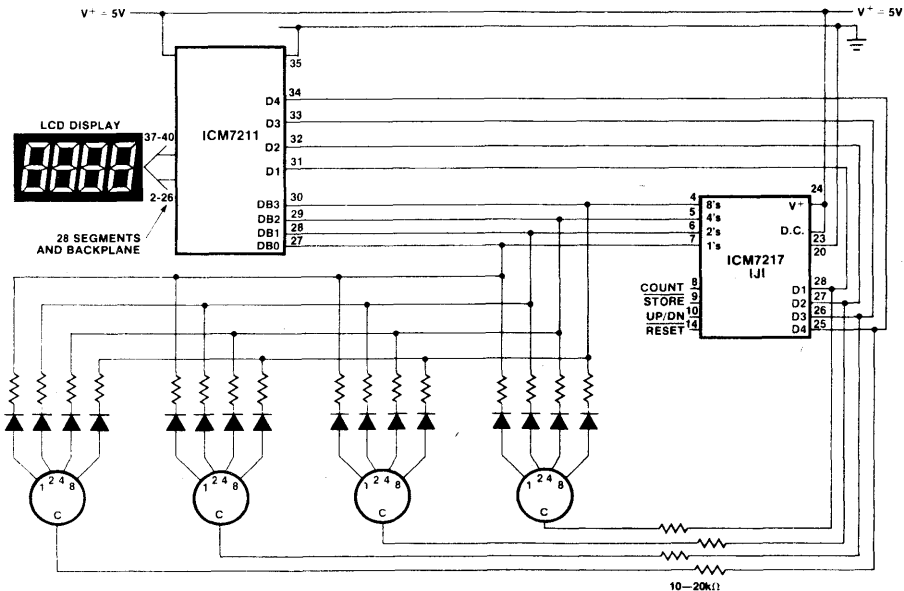 V+ = 5V
V+ = 5V
35
ICM7211
D4 34
D3 33
D2 32
D1 31
DB3 30
DB2 29
DB1 28
DB0 27
LCD DISPLAY
37-40
2-26
28 SEGMENTS
AND BACKPLANE
24
4 8's V+
5 4's
6 2's D.C. 23
7 1's 20
ICM7217
IJI
COUNT 8 D1 28
STORE 9 D2 27
UP/DN 10 D3 26
RESET 14 D4 25
1 2 4 8
C
1 2 4 8
C
1 2 4 8
C
1 2 4 8
C
10—20kΩ